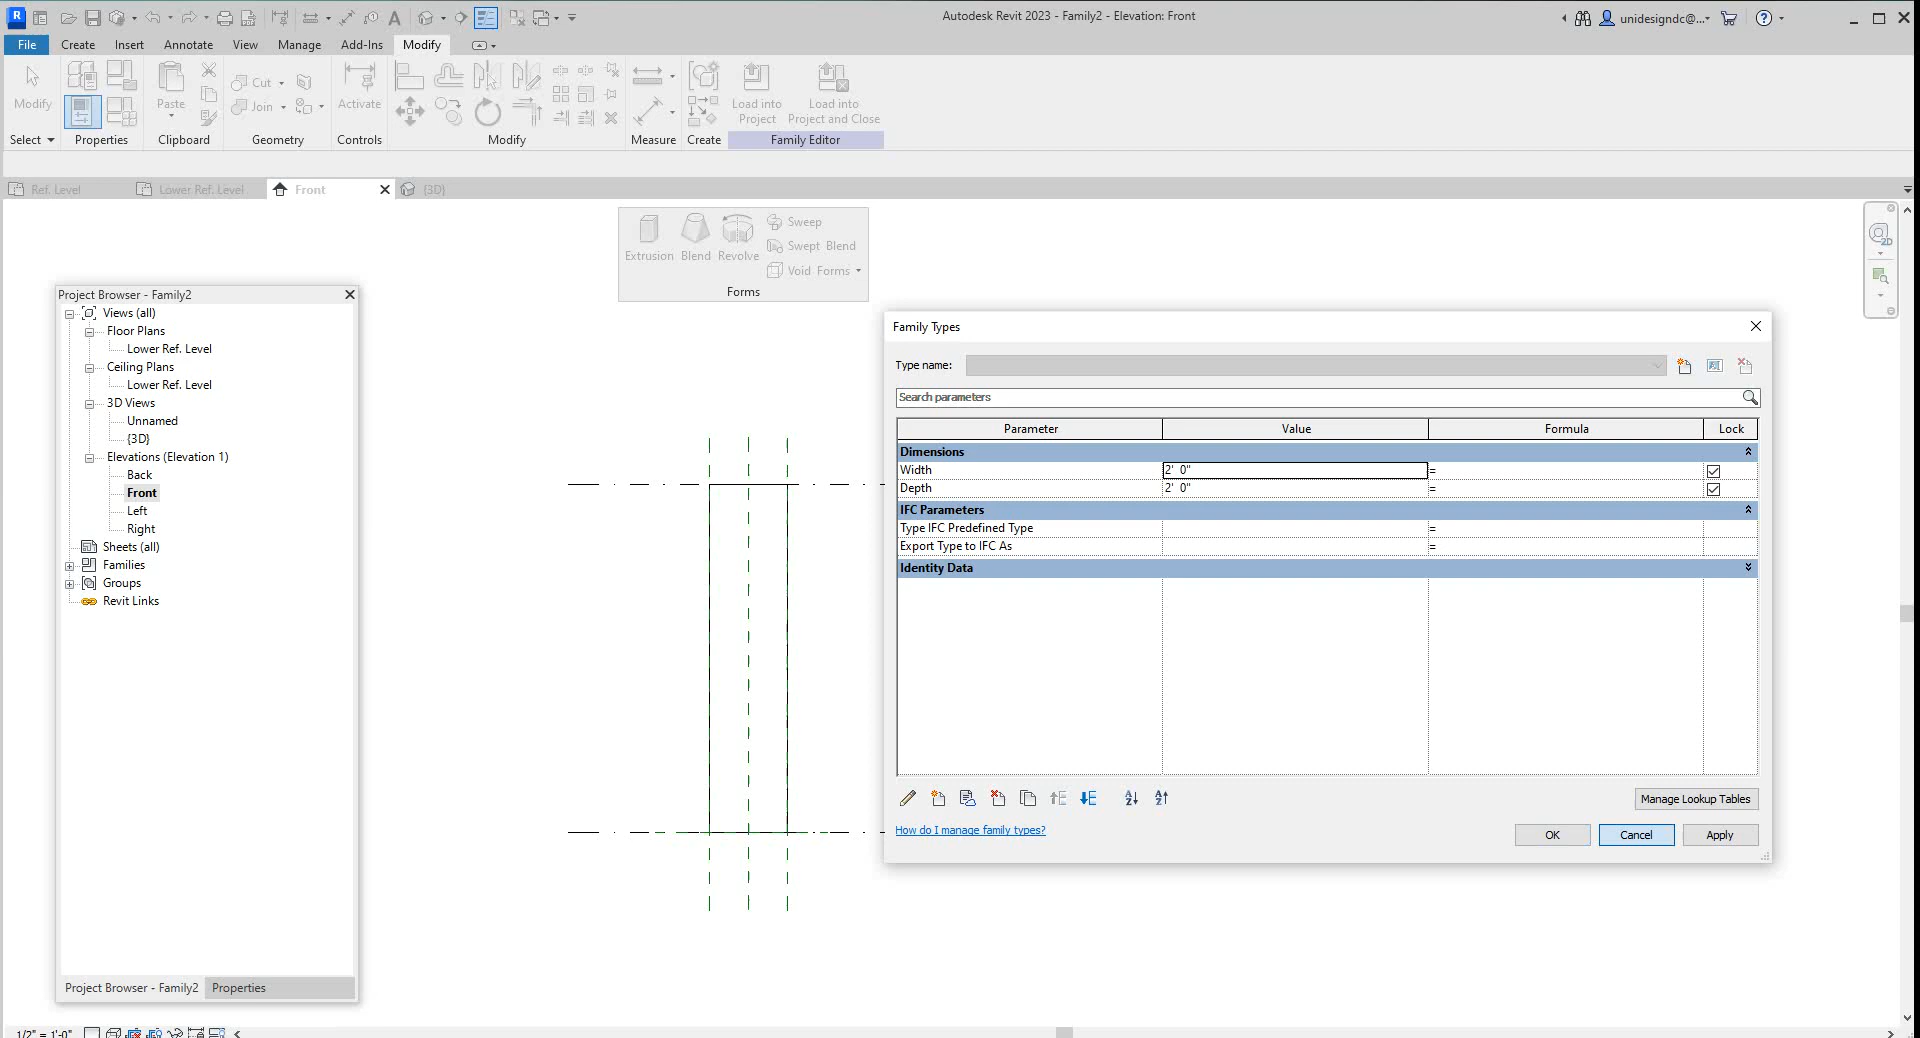 Autodesk Revit 2023 - Family2 - Elevation: Front
unidesigndc@...
File Create Insert Annotate View Manage Add-Ins Modify
Modify
Paste
Cut
Join
Activate
Load into Project
Load into Project and Close
Select Properties Clipboard Geometry Controls Modify Measure Create Family Editor
Ref. Level Lower Ref. Level Front {3D}
Extrusion Blend Revolve
Sweep
Swept Blend
Void Forms
Forms
2D
Project Browser - Family2
Views (all)
Floor Plans
Lower Ref. Level
Ceiling Plans
Lower Ref. Level
3D Views
Unnamed
{3D}
Elevations (Elevation 1)
Back
Front
Left
Right
Sheets (all)
Families
Groups
Revit Links
Project Browser - Family2 Properties
Family Types
Type name:
Search parameters
Parameter Value Formula Lock
Dimensions
Width 2' 0" =
Depth 2' 0" =
IFC Parameters
Type IFC Predefined Type =
Export Type to IFC As =
Identity Data
Manage Lookup Tables
How do I manage family types?
OK Cancel Apply
1/2" = 1'-0"